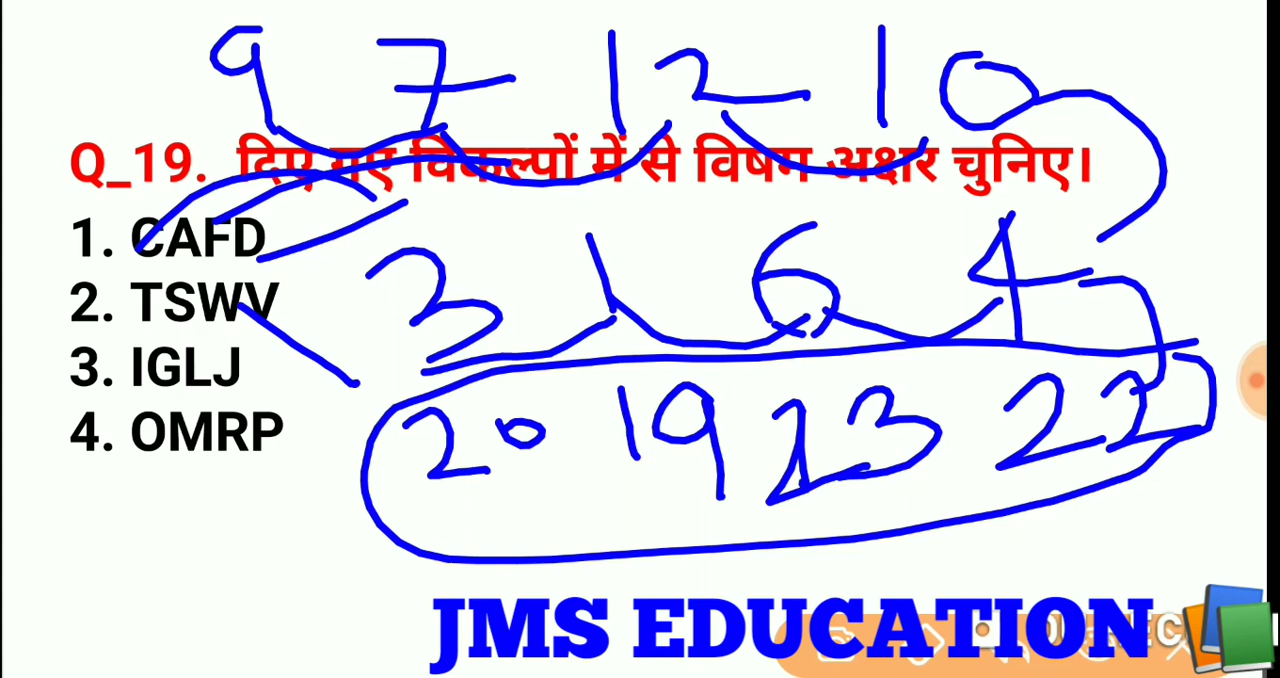 9 7 12 10
Q_19. दिए गए विकल्पों में से विषम अक्षर चुनिए।
1. CAFD
3 1 6 4
2. TSWV
3. IGLJ
20 19 23 22
4. OMRP
JMS EDUCATION